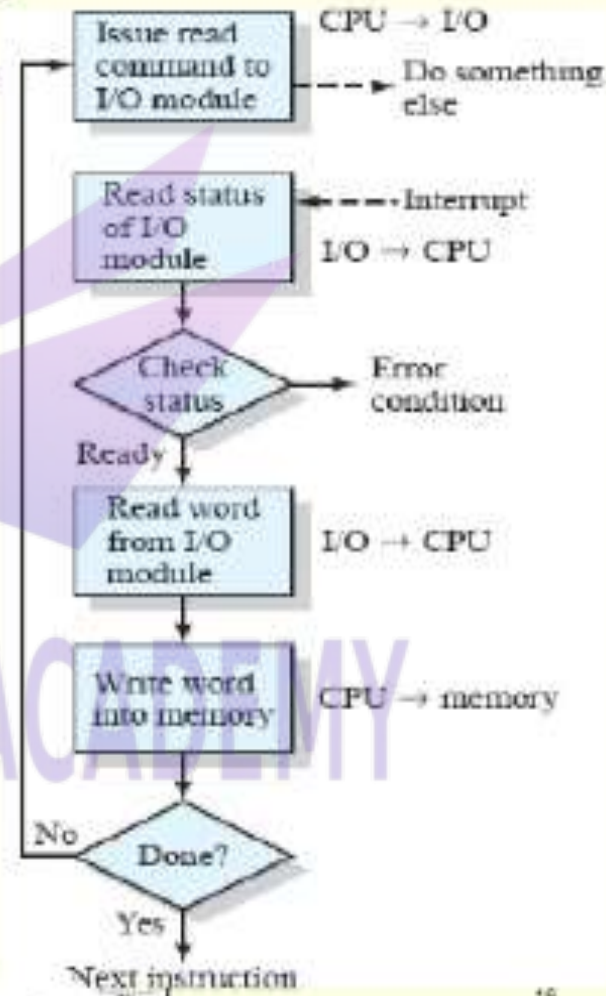 Issue read
command to
I/O module
CPU → I/O
Do something
else
Read status
of I/O
module
Interrupt
I/O → CPU
Check
status
Error
condition
Ready
Read word
from I/O
module
I/O → CPU
Write word
into memory
CPU → memory
ACADEMY
No
Done?
Yes
Next instruction